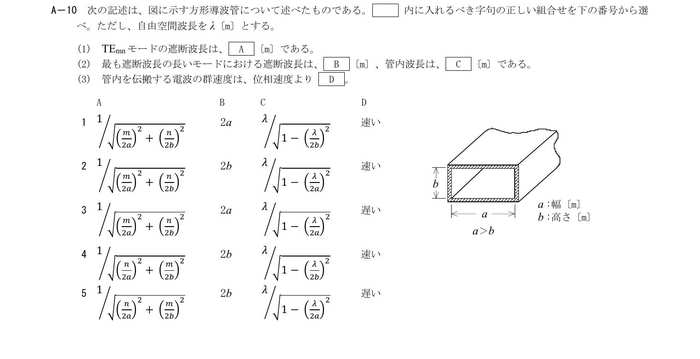 A－10 次の記述は、図に示す方形導波管について述べたものである。□ 内に入れるべき字句の正しい組合せを下の番号から選
べ。ただし、自由空間波長をλ〔m〕とする。
(1) TEmnモードの遮断波長は、 A 〔m〕である。
(2) 最も遮断波長の長いモードにおける遮断波長は、 B 〔m〕、管内波長は、 C 〔m〕である。
(3) 管内を伝搬する電波の群速度は、位相速度より D 。
A B C D
1 1/√((m/2a)²＋(n/2b)²) 2a λ/√(1－(λ/2b)²) 速い
2 1/√((m/2a)²＋(n/2b)²) 2b λ/√(1－(λ/2a)²) 速い
3 1/√((m/2a)²＋(n/2b)²) 2a λ/√(1－(λ/2a)²) 遅い
4 1/√((n/2a)²＋(m/2b)²) 2b λ/√(1－(λ/2b)²) 速い
5 1/√((n/2a)²＋(m/2b)²) 2b λ/√(1－(λ/2a)²) 遅い
b
a
a>b
a：幅〔m〕
b：高さ〔m〕